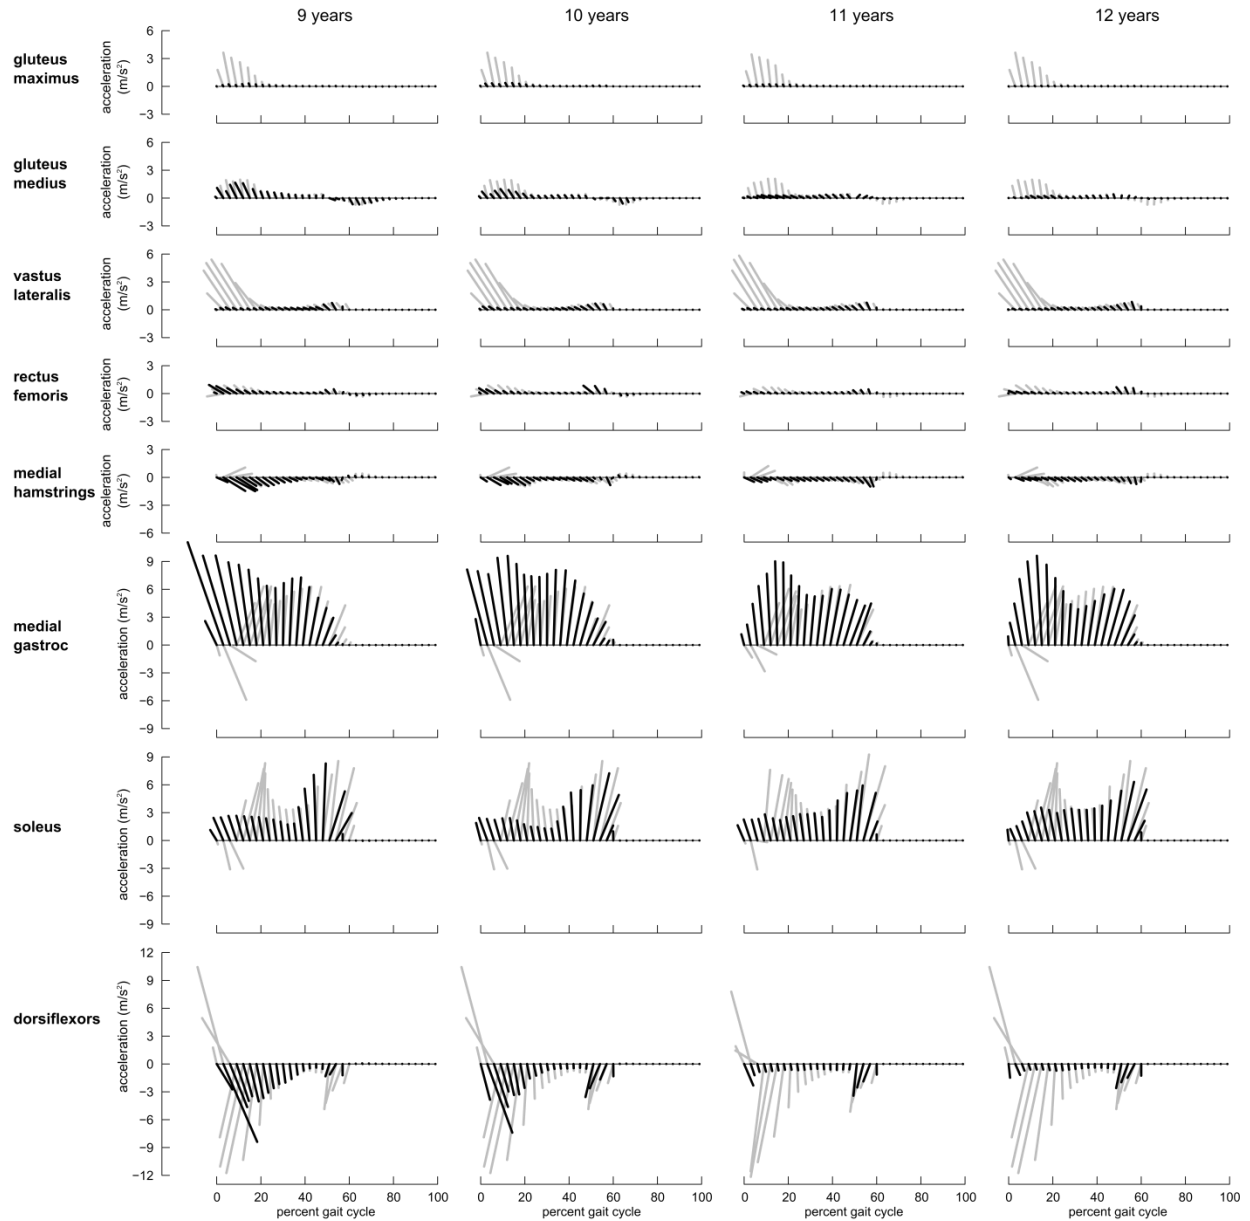 9 years 10 years 11 years 12 years
gluteus
maximus
acceleration
(m/s²)
6
3
0
−3
gluteus
medius
acceleration
(m/s²)
6
3
0
−3
vastus
lateralis
acceleration
(m/s²)
6
3
0
−3
rectus
femoris
acceleration
(m/s²)
3
0
−3
medial
hamstrings
acceleration
(m/s²)
3
0
−3
−6
medial
gastroc
acceleration (m/s²)
9
6
3
0
−3
−6
−9
soleus
acceleration (m/s²)
9
6
3
0
−3
−6
−9
dorsiflexors
acceleration (m/s²)
12
9
6
3
0
−3
−6
−9
−12
0 20 40 60 80 100 0 20 40 60 80 100 0 20 40 60 80 100 0 20 40 60 80 100
percent gait cycle percent gait cycle percent gait cycle percent gait cycle